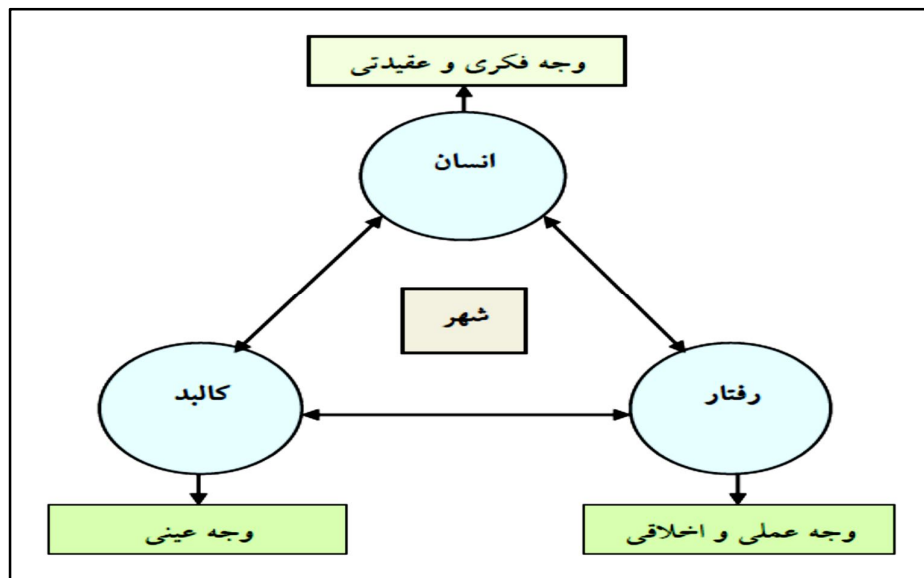 وجه فکری و عقیدتی
انسان
شهر
رفتار
کالبد
وجه عملی و اخلاقی
وجه عینی